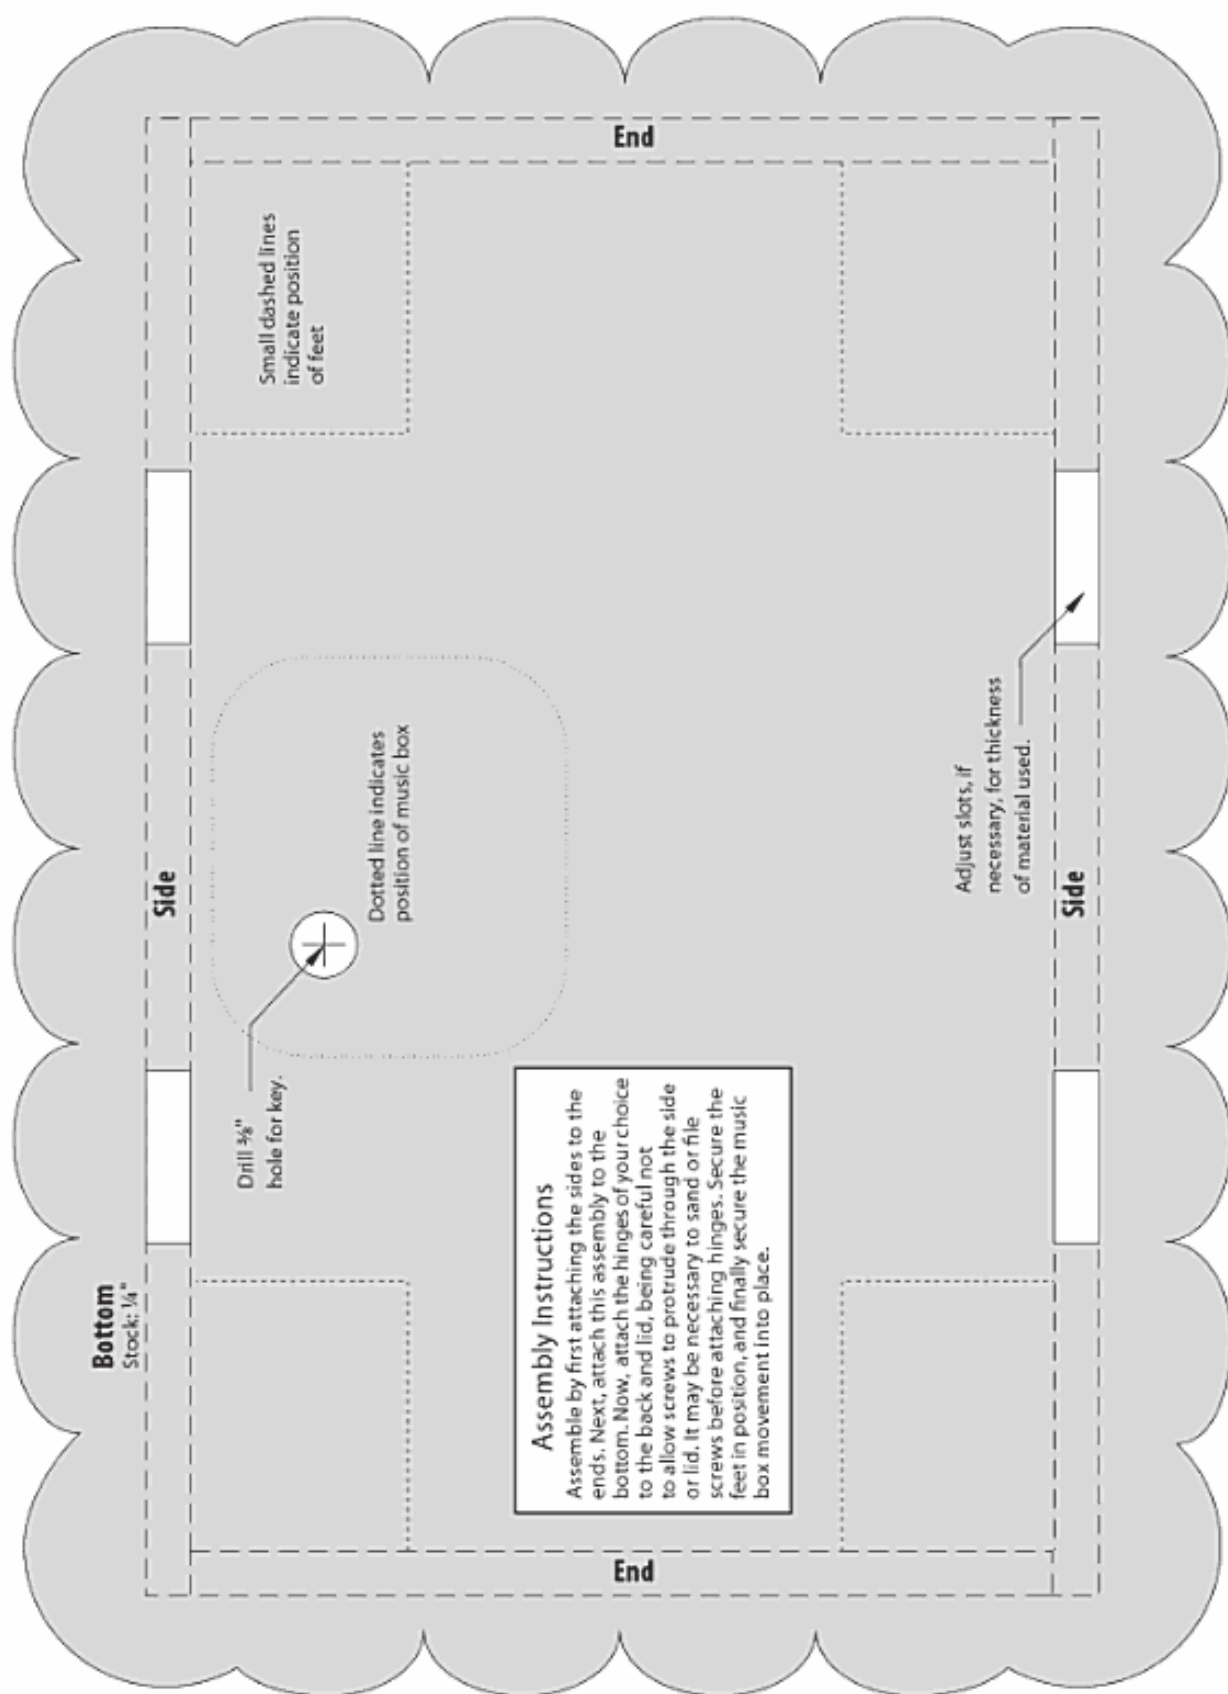 Bottom
Stock: ¼"
End
End
Side
Side
Small dashed lines
indicate position
of feet
Drill ⅜"
hole for key.
Dotted line indicates
position of music box
Assembly Instructions
Assemble by first attaching the sides to the
ends. Next, attach this assembly to the
bottom. Now, attach the hinges of your choice
to the back and lid, being careful not
to allow screws to protrude through the side
or lid. It may be necessary to sand or file
screws before attaching hinges. Secure the
feet in position, and finally secure the music
box movement into place.
Adjust slots, if
necessary, for thickness
of material used.